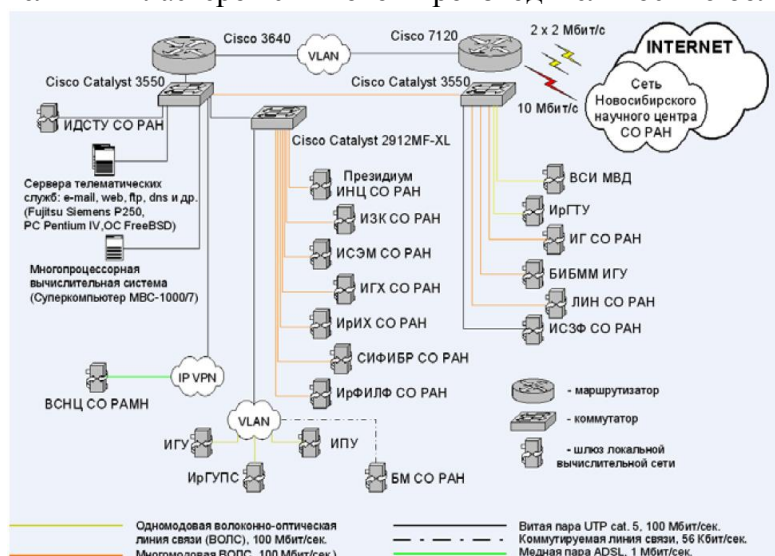 Cisco 3640
VLAN
Cisco 7120
2 x 2 Мбит/с
INTERNET
Сеть
Новосибирского
научного центра
СО РАН
10 Мбит/с
Cisco Catalyst 3550
Cisco Catalyst 3550
ИДСТУ СО РАН
Cisco Catalyst 2912MF-XL
Сервера телематических
служб: e-mail, web, ftp, dns и др.
(Fujitsu Siemens P250,
PC Pentium IV,ОС FreeBSD)
Многопроцессорная
вычислительная система
(Суперкомпьютер МВС-1000/7)
Президиум
ИНЦ СО РАН
ИЗК СО РАН
ИСЭМ СО РАН
ИГХ СО РАН
ИрИХ СО РАН
СИФИБР СО РАН
ИрФИЛФ СО РАН
ВСИ МВД
ИрГТУ
ИГ СО РАН
БИБММ ИГУ
ЛИН СО РАН
ИСЗФ СО РАН
IP VPN
ВСНЦ СО РАМН
VLAN
ИГУ
ИПУ
ИрГУПС
БМ СО РАН
- маршрутизатор
- коммутатор
- шлюз локальной
вычислительной сети
Одномодовая волоконно-оптическая
линия связи (ВОЛС), 100 Мбит/сек.
Многомодовая ВОЛС, 100 Мбит/сек.)
Витая пара UTP cat. 5, 100 Мбит/сек.
Коммутируемая линия связи, 56 Кбит/сек.
Медная пара ADSL, 1 Мбит/сек.